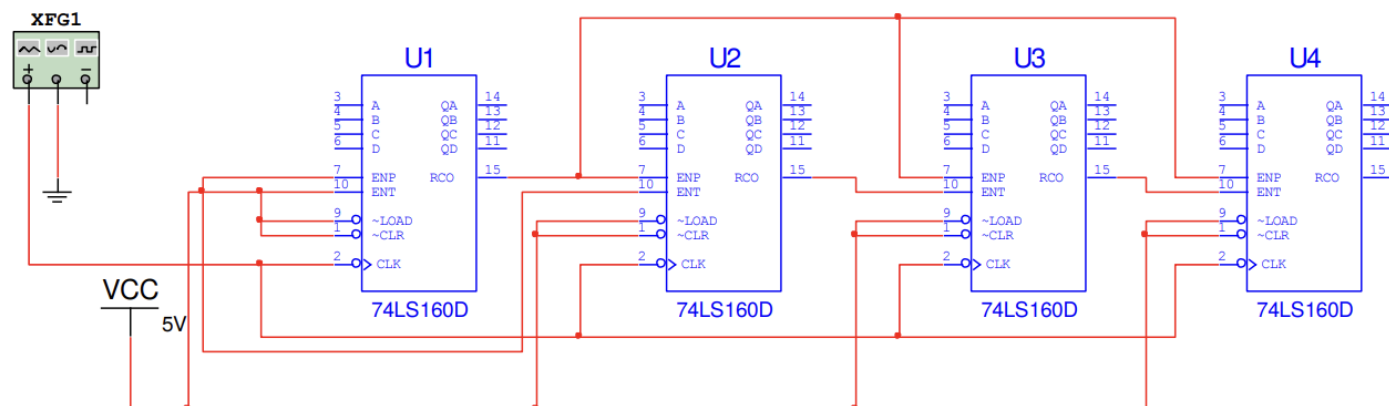 XFG1
+ −
VCC
5V
U1
3 A QA 14
4 B QB 13
5 C QC 12
6 D QD 11
7 ENP RCO 15
10 ENT
9 ~LOAD
1 ~CLR
2 CLK
74LS160D
U2
3 A QA 14
4 B QB 13
5 C QC 12
6 D QD 11
7 ENP RCO 15
10 ENT
9 ~LOAD
1 ~CLR
2 CLK
74LS160D
U3
3 A QA 14
4 B QB 13
5 C QC 12
6 D QD 11
7 ENP RCO 15
10 ENT
9 ~LOAD
1 ~CLR
2 CLK
74LS160D
U4
3 A QA 14
4 B QB 13
5 C QC 12
6 D QD 11
7 ENP RCO 15
10 ENT
9 ~LOAD
1 ~CLR
2 CLK
74LS160D